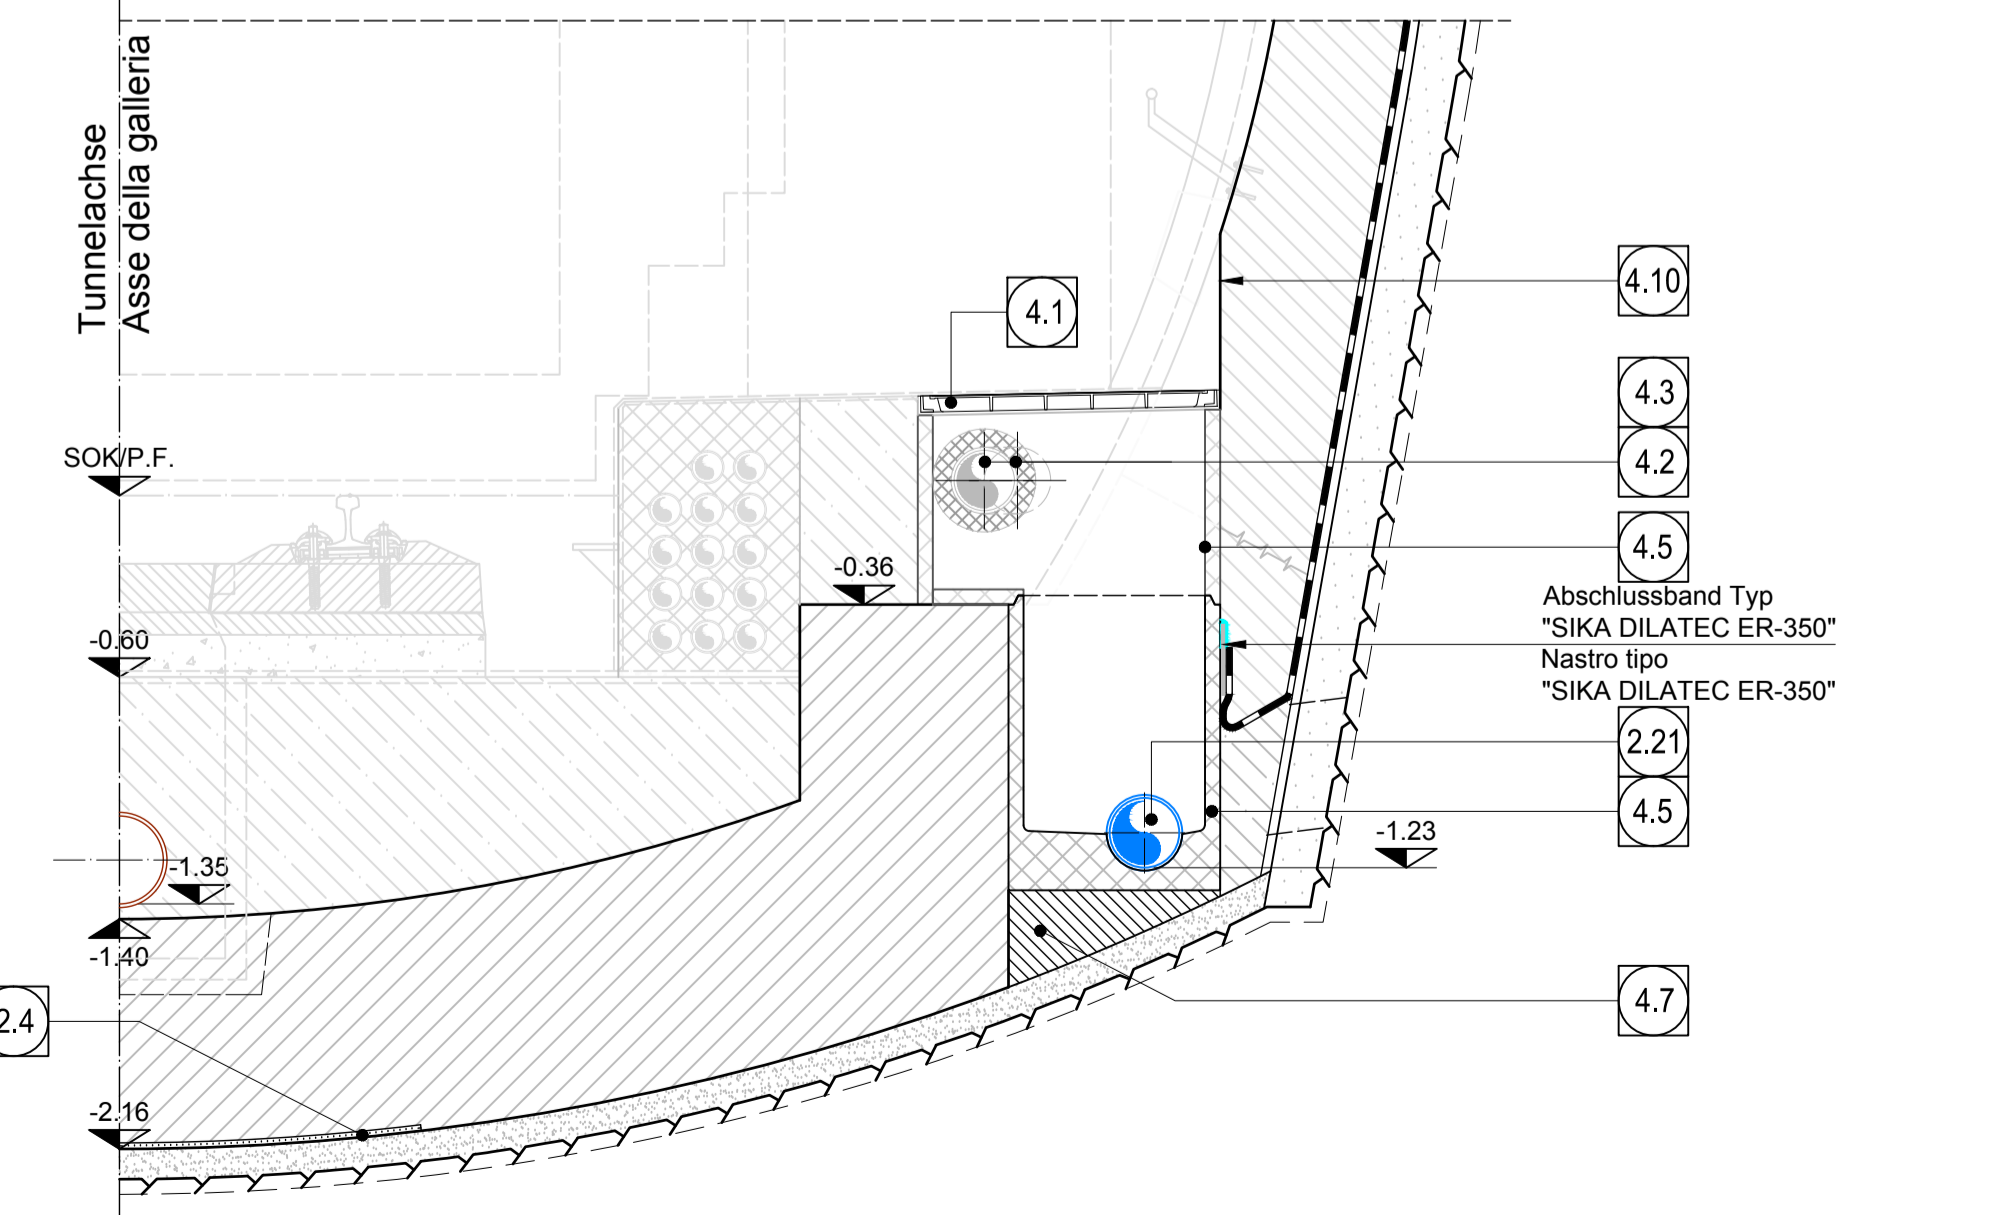 Tunnelachse
Asse della galleria
4.1
4.10
4.3
4.2
SOK/P.F.
4.5
-0.36
Abschlussband Typ
"SIKA DILATEC ER-350"
Nastro tipo
"SIKA DILATEC ER-350"
-0.60
2.21
4.5
-1.23
-1.35
-1.40
4.7
2.4
-2.16